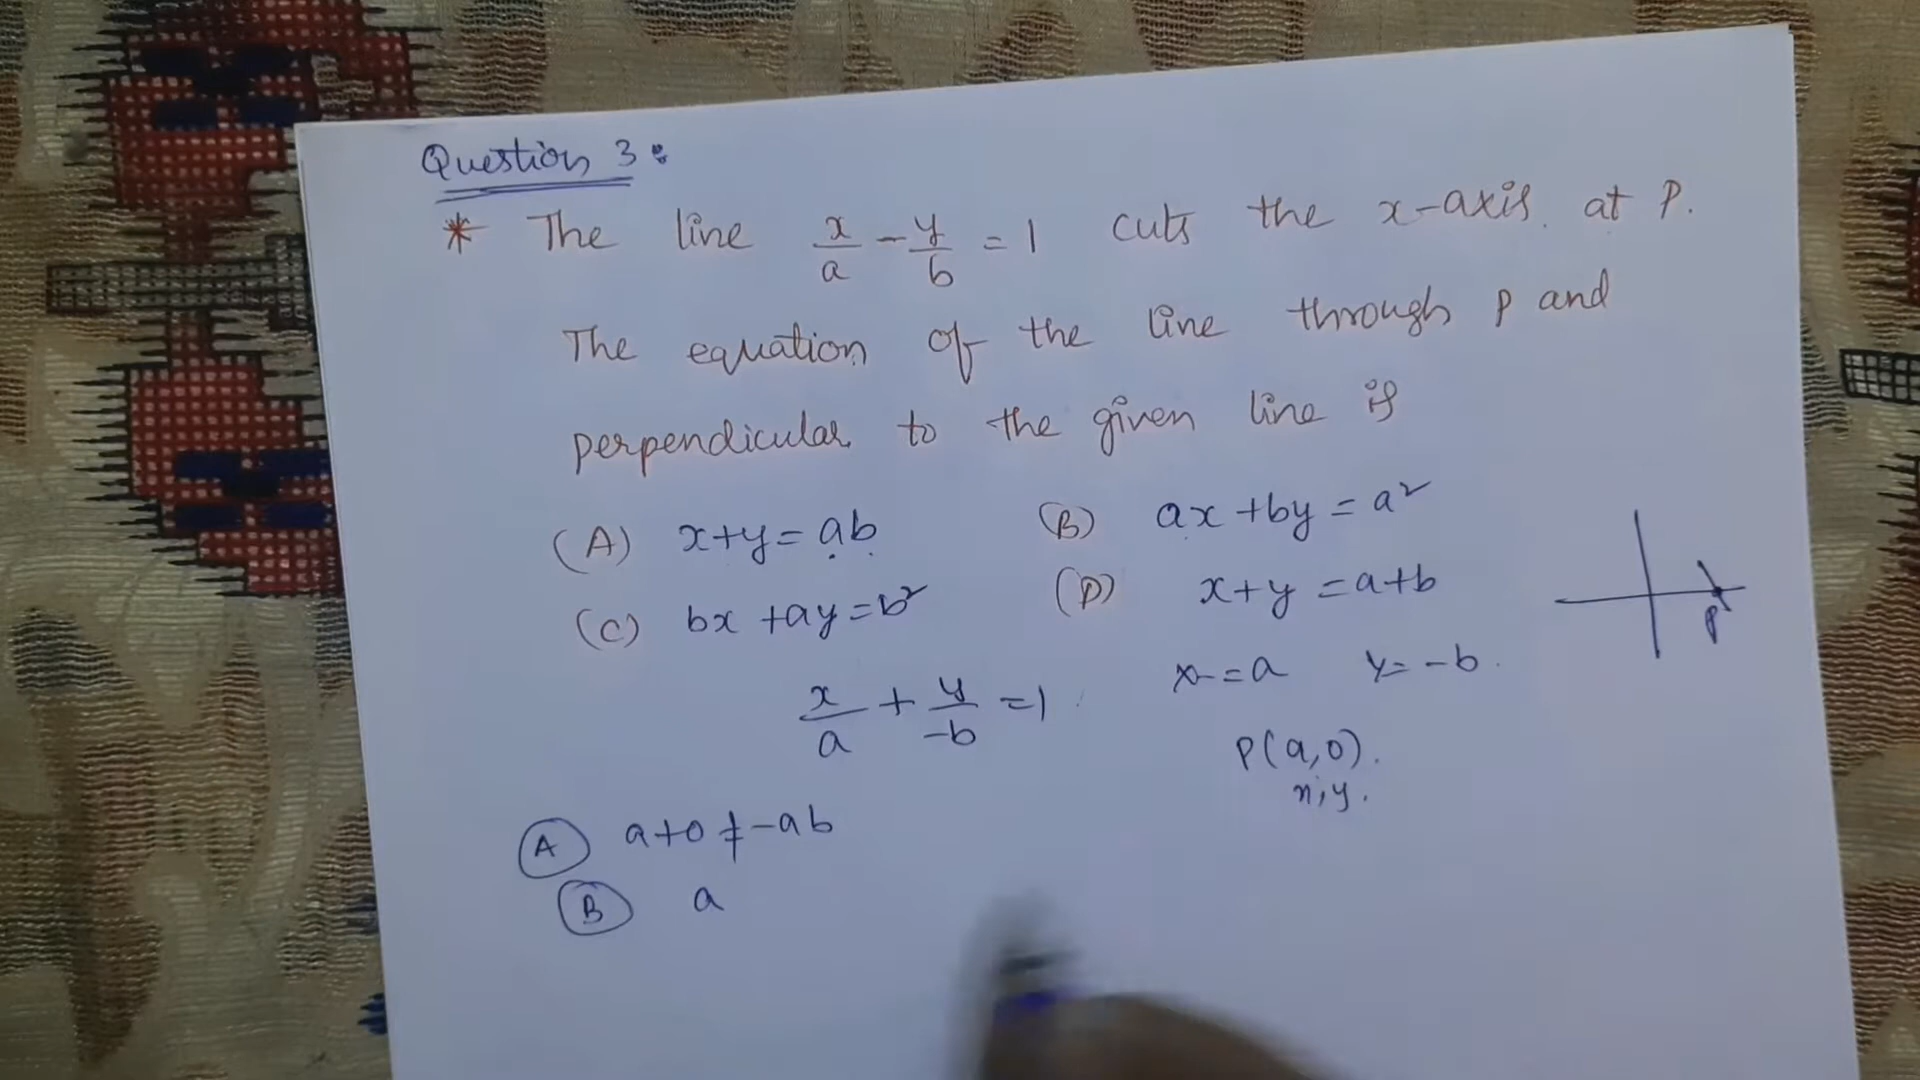 Question 3:
* The line x/a - y/b = 1 cuts the x-axis at P.
The equation of the line through P and
perpendicular to the given line is
(A) x+y=ab (B) ax+by=a²
(C) bx+ay=b² (D) x+y=a+b
P
x/a + y/-b = 1 x=a y=-b.
P(a,0).
x,y.
(A) a+0≠-ab
(B) a